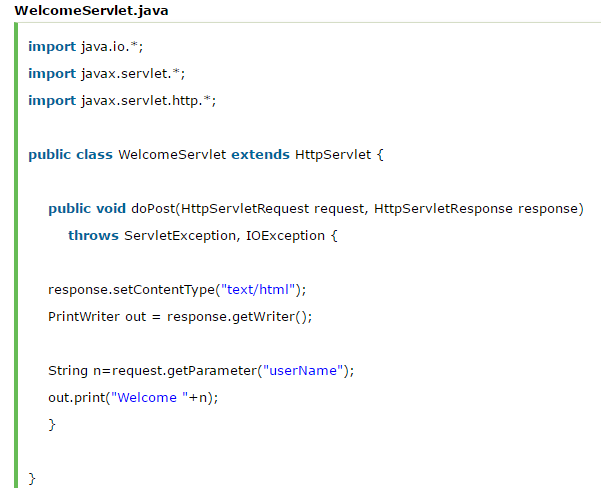 WelcomeServlet.java
import java.io.*;
import javax.servlet.*;
import javax.servlet.http.*;
public class WelcomeServlet extends HttpServlet {
public void doPost(HttpServletRequest request, HttpServletResponse response)
throws ServletException, IOException {
response.setContentType("text/html");
PrintWriter out = response.getWriter();
String n=request.getParameter("userName");
out.print("Welcome "+n);
}
}